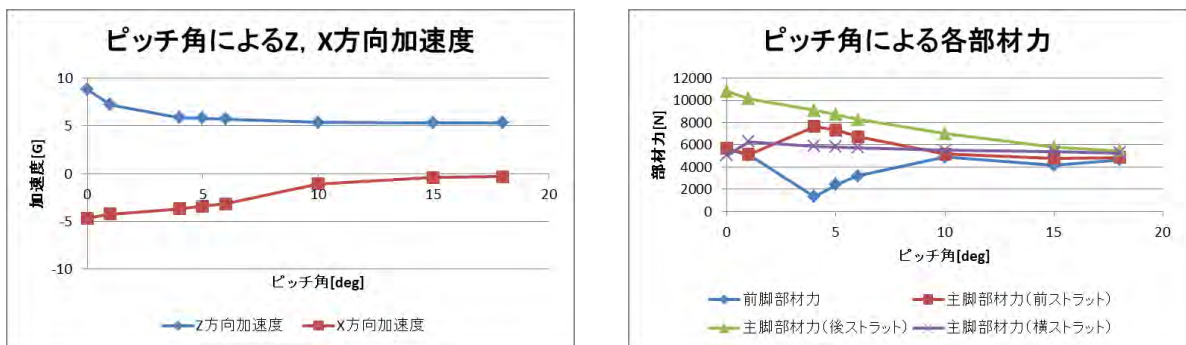 ピッチ角によるZ, X方向加速度
10
5
0
-5
-10
0
5
10
15
20
加速度[G]
ピッチ角[deg]
Z方向加速度
X方向加速度
ピッチ角による各部材力
12000
10000
8000
6000
4000
2000
0
0
5
10
15
20
部材力[N]
ピッチ角[deg]
前脚部材力
主脚部材力(前ストラット)
主脚部材力(後ストラット)
主脚部材力(横ストラット)